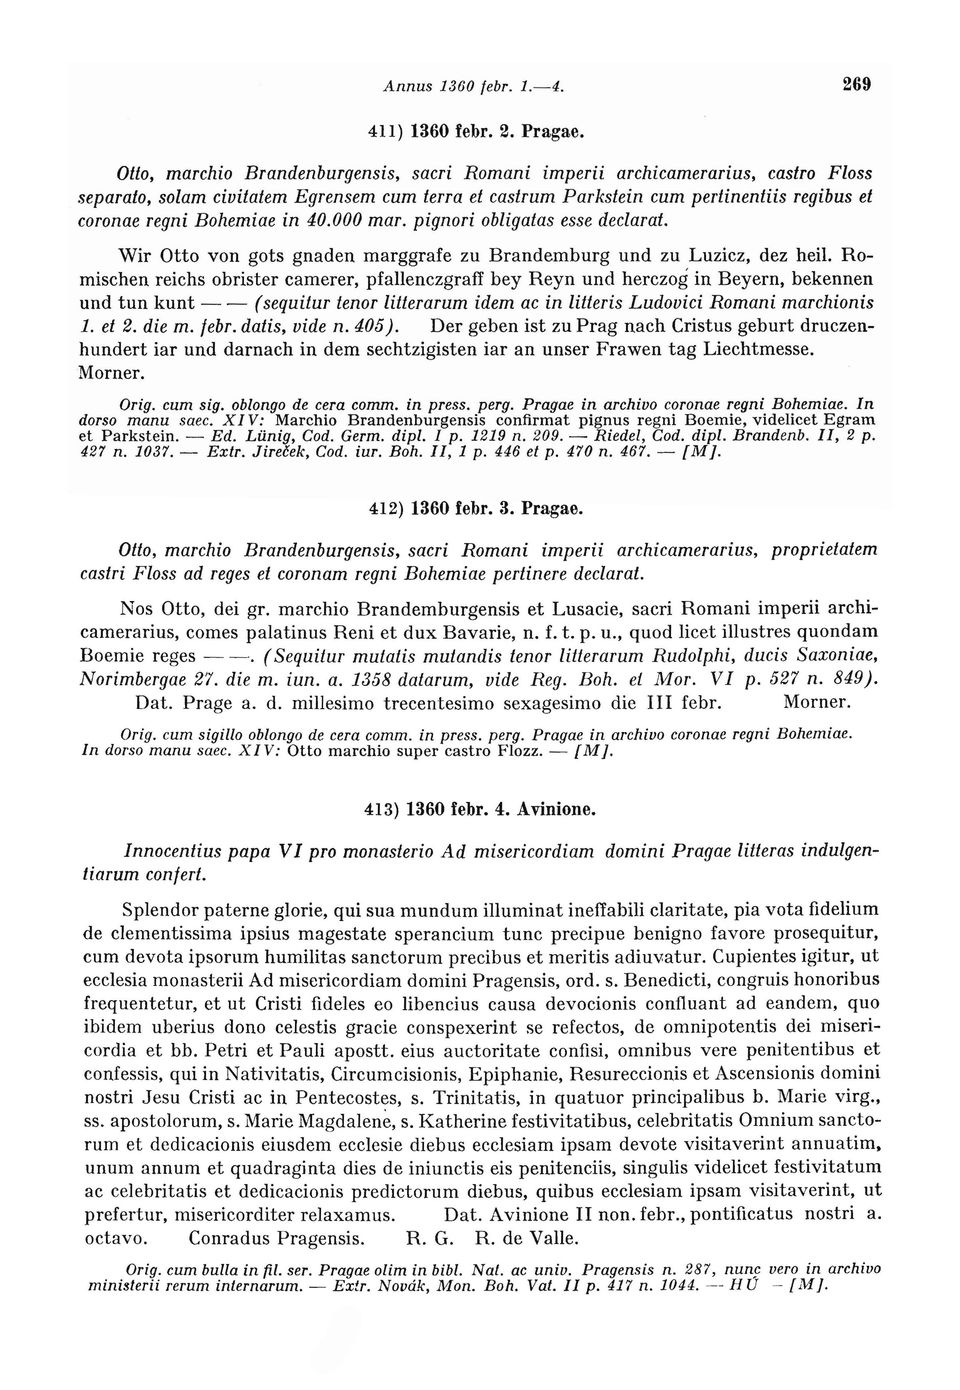 Annus 1360 febr. 1.—4. 269
411) 1360 febr. 2. Pragae.
Otto, marchio Brandenburgensis, sacri Romani imperii archicamerarius, castro Floss
separato, solam civitatem Egrensem cum terra et castrum Parkstein cum pertinentiis regibus et
coronae regni Bohemiae in 40.000 mar. pignori obligatas esse declarat.
Wir Otto von gots gnaden marggrafe zu Brandemburg und zu Luzicz, dez heil. Ro-
mischen reichs obrister camerer, pfallenczgraff bey Reyn und herczog in Beyern, bekennen
und tun kunt — — (sequitur tenor litterarum idem ac in litteris Ludovici Romani marchionis
1. et 2. die m. febr. datis, vide n. 405). Der geben ist zu Prag nach Cristus geburt druczen-
hundert iar und darnach in dem sechtzigisten iar an unser Frawen tag Liechtmesse.
Morner.
Orig. cum sig. oblongo de cera comm. in press. perg. Pragae in archivo coronae regni Bohemiae. In
dorso manu saec. XIV: Marchio Brandenburgensis confirmat pignus regni Boemie, videlicet Egram
et Parkstein. — Ed. Lünig, Cod. Germ. dipl. I p. 1219 n. 209. — Riedel, Cod. dipl. Brandenb. II, 2 p.
427 n. 1037. — Extr. Jireček, Cod. iur. Boh. II, 1 p. 446 et p. 470 n. 467. — [M].
412) 1360 febr. 3. Pragae.
Otto, marchio Brandenburgensis, sacri Romani imperii archicamerarius, proprietatem
castri Floss ad reges et coronam regni Bohemiae pertinere declarat.
Nos Otto, dei gr. marchio Brandemburgensis et Lusacie, sacri Romani imperii archi-
camerarius, comes palatinus Reni et dux Bavarie, n. f. t. p. u., quod licet illustres quondam
Boemie reges — —. (Sequitur mutatis mutandis tenor litterarum Rudolphi, ducis Saxoniae,
Norimbergae 27. die m. iun. a. 1358 datarum, vide Reg. Boh. et Mor. VI p. 527 n. 849).
Dat. Prage a. d. millesimo trecentesimo sexagesimo die III febr. Morner.
Orig. cum sigillo oblongo de cera comm. in press. perg. Pragae in archivo coronae regni Bohemiae.
In dorso manu saec. XIV: Otto marchio super castro Flozz. — [M].
413) 1360 febr. 4. Avinione.
Innocentius papa VI pro monasterio Ad misericordiam domini Pragae litteras indulgen-
tiarum confert.
Splendor paterne glorie, qui sua mundum illuminat ineffabili claritate, pia vota fidelium
de clementissima ipsius magestate sperancium tunc precipue benigno favore prosequitur,
cum devota ipsorum humilitas sanctorum precibus et meritis adiuvatur. Cupientes igitur, ut
ecclesia monasterii Ad misericordiam domini Pragensis, ord. s. Benedicti, congruis honoribus
frequentetur, et ut Cristi fideles eo libencius causa devocionis confluant ad eandem, quo
ibidem uberius dono celestis gracie conspexerint se refectos, de omnipotentis dei miseri-
cordia et bb. Petri et Pauli apostt. eius auctoritate confisi, omnibus vere penitentibus et
confessis, qui in Nativitatis, Circumcisionis, Epiphanie, Resureccionis et Ascensionis domini
nostri Jesu Cristi ac in Pentecostes, s. Trinitatis, in quatuor principalibus b. Marie virg.,
ss. apostolorum, s. Marie Magdalene, s. Katherine festivitatibus, celebritatis Omnium sancto-
rum et dedicacionis eiusdem ecclesie diebus ecclesiam ipsam devote visitaverint annuatim,
unum annum et quadraginta dies de iniunctis eis penitenciis, singulis videlicet festivitatum
ac celebritatis et dedicacionis predictorum diebus, quibus ecclesiam ipsam visitaverint, ut
prefertur, misericorditer relaxamus. Dat. Avinione II non. febr., pontificatus nostri a.
octavo. Conradus Pragensis. R. G. R. de Valle.
Orig. cum bulla in fil. ser. Pragae olim in bibl. Nat. ac univ. Pragensis n. 287, nunc vero in archivo
ministerii rerum internarum. — Extr. Novák, Mon. Boh. Vat. II p. 417 n. 1044. — HÚ — [M].